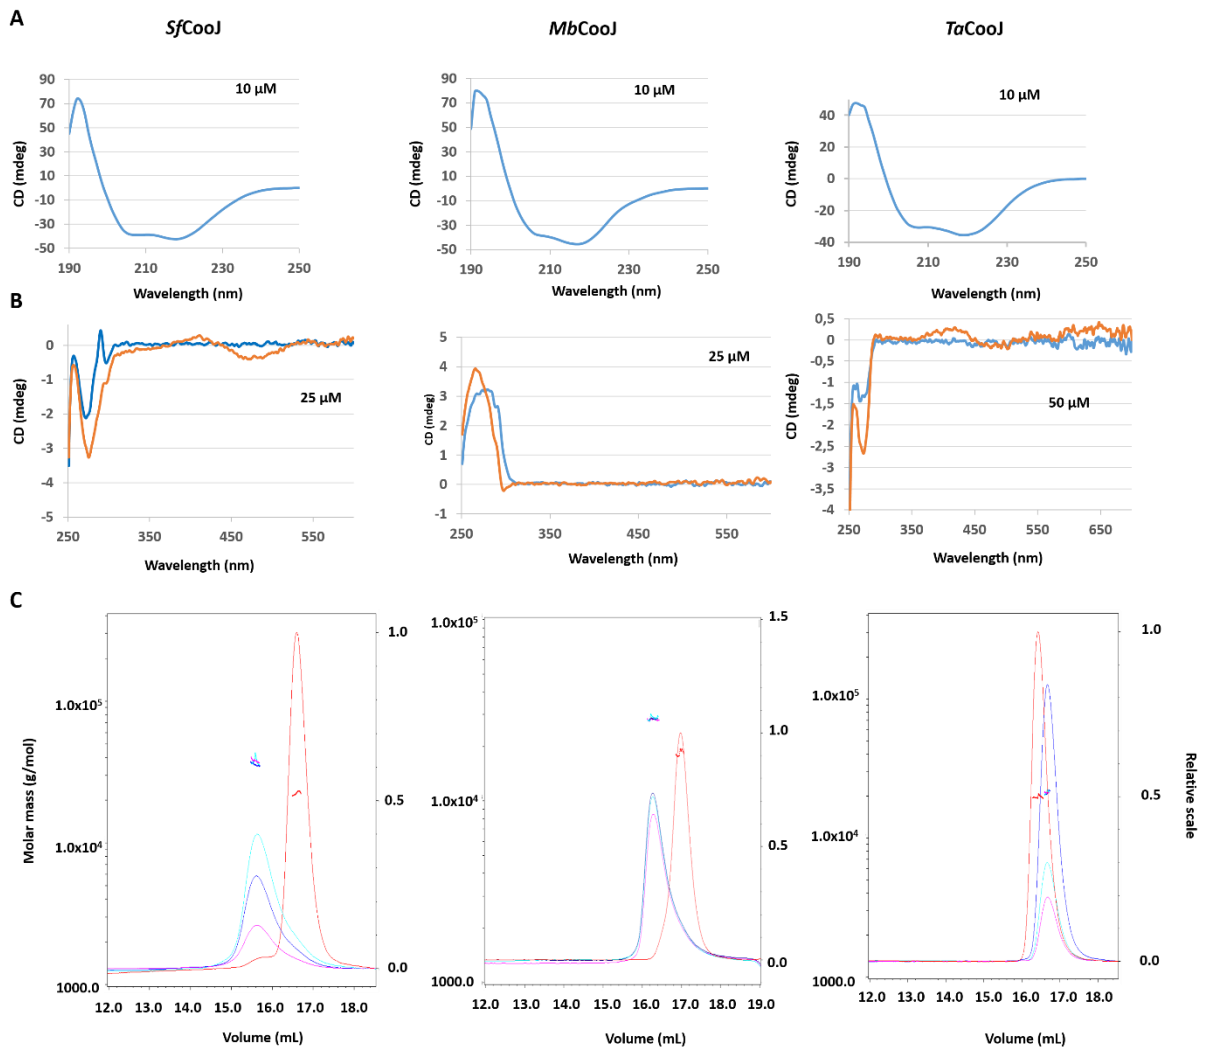 A
SfCooJ
MbCooJ
TaCooJ
90
70
50
30
10
-10
-30
-50
CD (mdeg)
10 µM
190
210
230
250
Wavelength (nm)
90
70
50
30
10
-10
-30
-50
CD (mdeg)
10 µM
190
210
230
250
Wavelength (nm)
40
20
0
-20
-40
CD (mdeg)
10 µM
190
210
230
250
Wavelength (nm)
B
0
-1
-2
-3
-4
-5
CD (mdeg)
25 µM
250
350
450
550
Wavelength (nm)
5
4
3
2
1
0
-1
CD (mdeg)
25 µM
250
350
450
550
Wavelength (nm)
0,5
0
-0,5
-1
-1,5
-2
-2,5
-3
-3,5
-4
CD (mdeg)
50 µM
250
350
450
550
650
Wavelength (nm)
C
Molar mass (g/mol)
1.0x10⁵
1.0x10⁴
1000.0
1.0
0.5
0.0
12.0
13.0
14.0
15.0
16.0
17.0
18.0
Volume (mL)
1.0x10⁵
1.0x10⁴
1000.0
1.5
1.0
0.5
0.0
12.0
13.0
14.0
15.0
16.0
17.0
18.0
19.0
Volume (mL)
1.0x10⁵
1.0x10⁴
1000.0
1.0
0.5
0.0
Relative scale
12.0
13.0
14.0
15.0
16.0
17.0
18.0
Volume (mL)